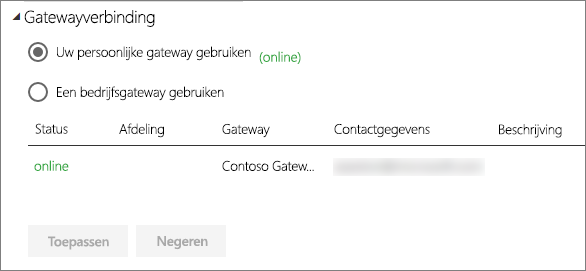 Gatewayverbinding
Uw persoonlijke gateway gebruiken (online)
Een bedrijfsgateway gebruiken
Status Afdeling Gateway Contactgegevens Beschrijving
online Contoso Gatew...
Toepassen Negeren